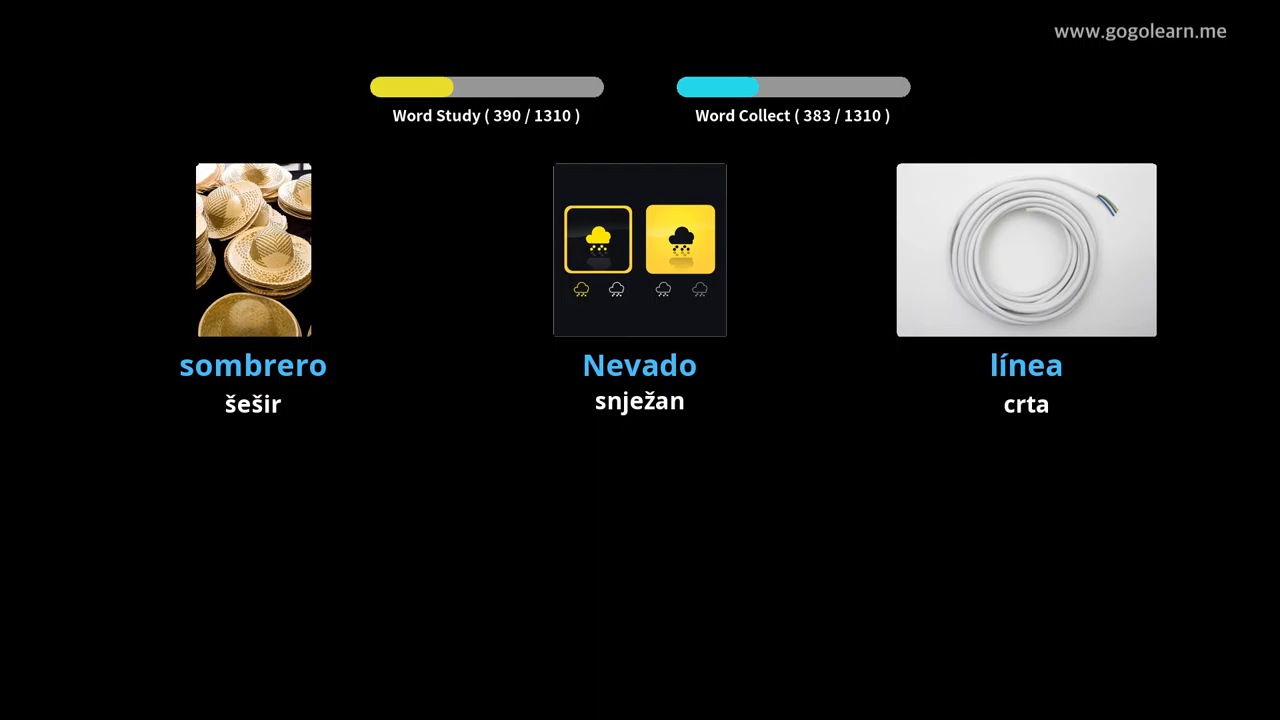 www.gogolearn.me
Word Study ( 390 / 1310 )
Word Collect ( 383 / 1310 )
sombrero
šešir
Nevado
snježan
línea
crta